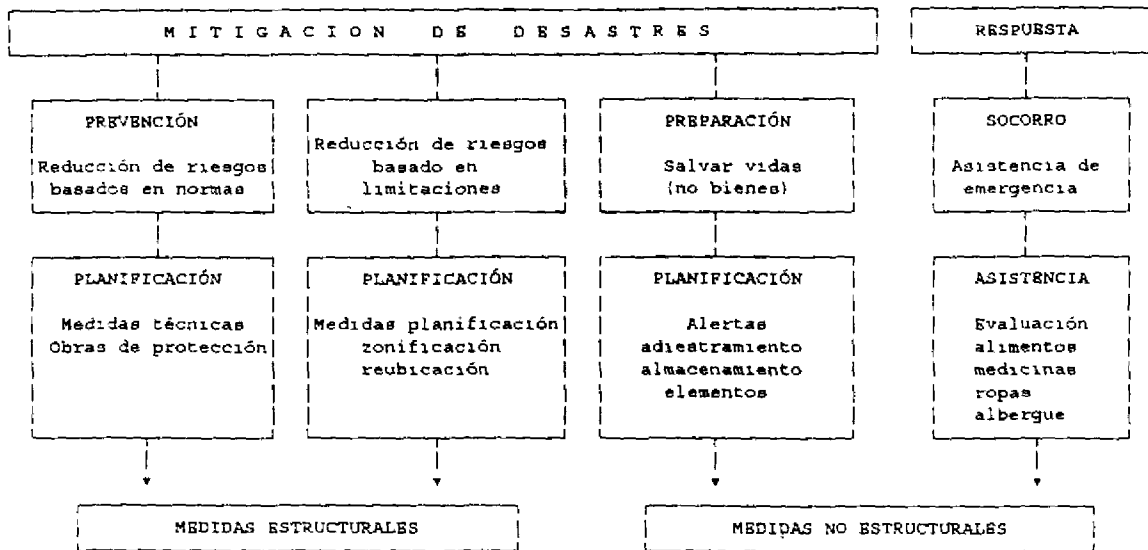 MITIGACION DE DESASTRES
RESPUESTA
PREVENCIÓN
Reducción de riesgos
basados en normas
Reducción de riesgos
basado en
limitaciones
PREPARACIÓN
Salvar vidas
(no bienes)
SOCORRO
Asistencia de
emergencia
PLANIFICACIÓN
Medidas técnicas
Obras de protección
PLANIFICACIÓN
Medidas planificación
zonificación
reubicación
PLANIFICACIÓN
Alertas
adiestramiento
almacenamiento
elementos
ASISTENCIA
Evaluación
alimentos
medicinas
ropas
albergue
MEDIDAS ESTRUCTURALES
MEDIDAS NO ESTRUCTURALES